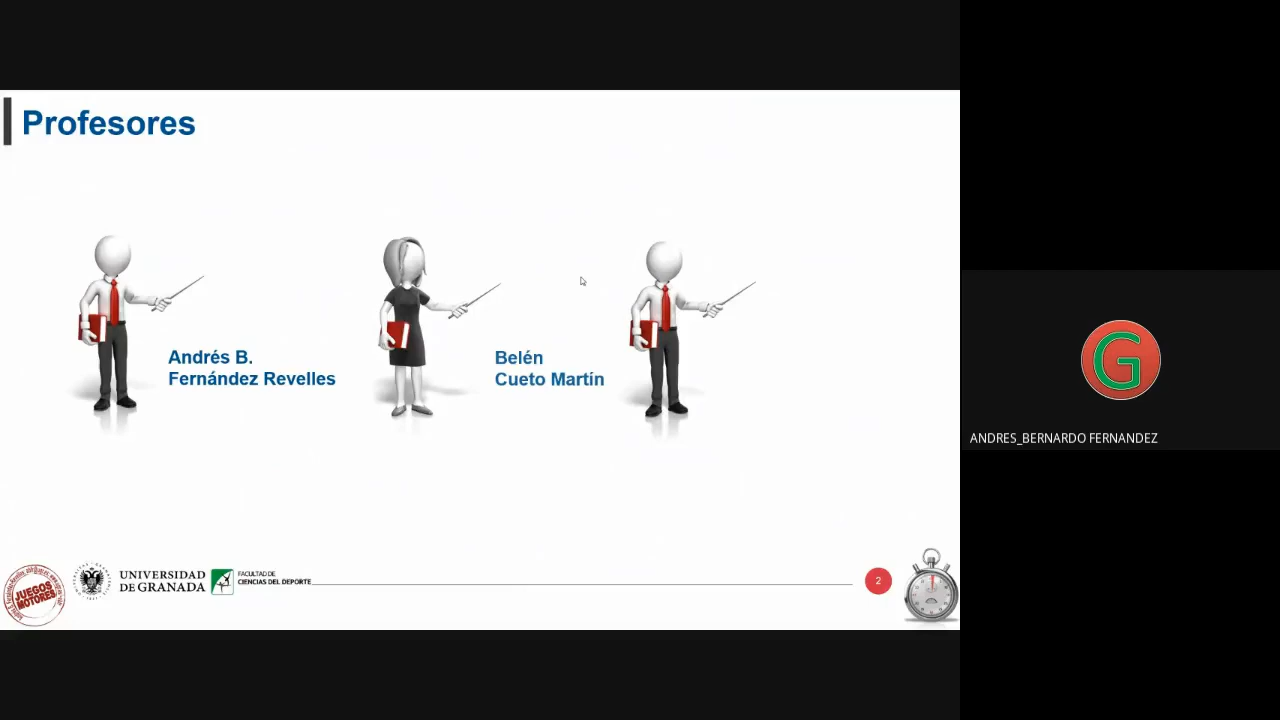 Profesores
Andrés B.
Fernández Revelles
Belén
Cueto Martín
G
ANDRES_BERNARDO FERNANDEZ
JUEGOS
MOTORES
UNIVERSIDAD
DE GRANADA
FACULTAD DE
CIENCIAS DEL DEPORTE
2